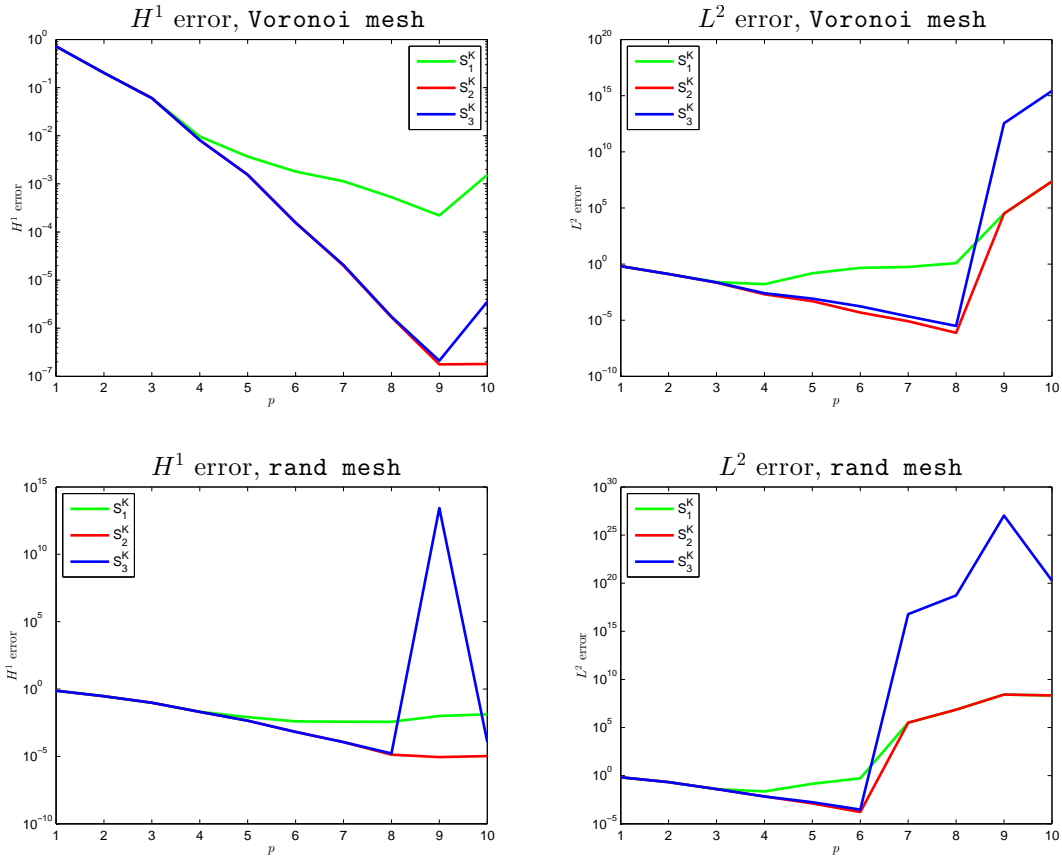 H^1 error, Voronoi mesh
10^0
10^-1
10^-2
10^-3
10^-4
10^-5
10^-6
10^-7
H^1 error
S_1^K
S_2^K
S_3^K
1 2 3 4 5 6 7 8 9 10
p
L^2 error, Voronoi mesh
10^20
10^15
10^10
10^5
10^0
10^-5
10^-10
L^2 error
S_1^K
S_2^K
S_3^K
1 2 3 4 5 6 7 8 9 10
p
H^1 error, rand mesh
10^15
10^10
10^5
10^0
10^-5
10^-10
H^1 error
S_1^K
S_2^K
S_3^K
1 2 3 4 5 6 7 8 9 10
p
L^2 error, rand mesh
10^30
10^25
10^20
10^15
10^10
10^5
10^0
10^-5
L^2 error
S_1^K
S_2^K
S_3^K
1 2 3 4 5 6 7 8 9 10
p